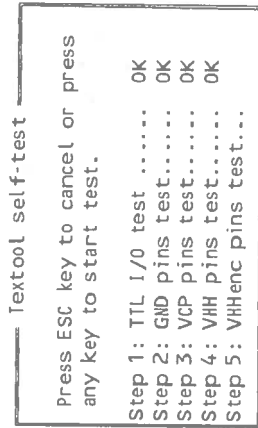 Textool self-test
Press ESC key to cancel or press
any key to start test.
Step 1: TTL I/O test ...... OK
Step 2: GND pins test...... OK
Step 3: VCP pins test...... OK
Step 4: VHH pins test...... OK
Step 5: VHHenc pins test...